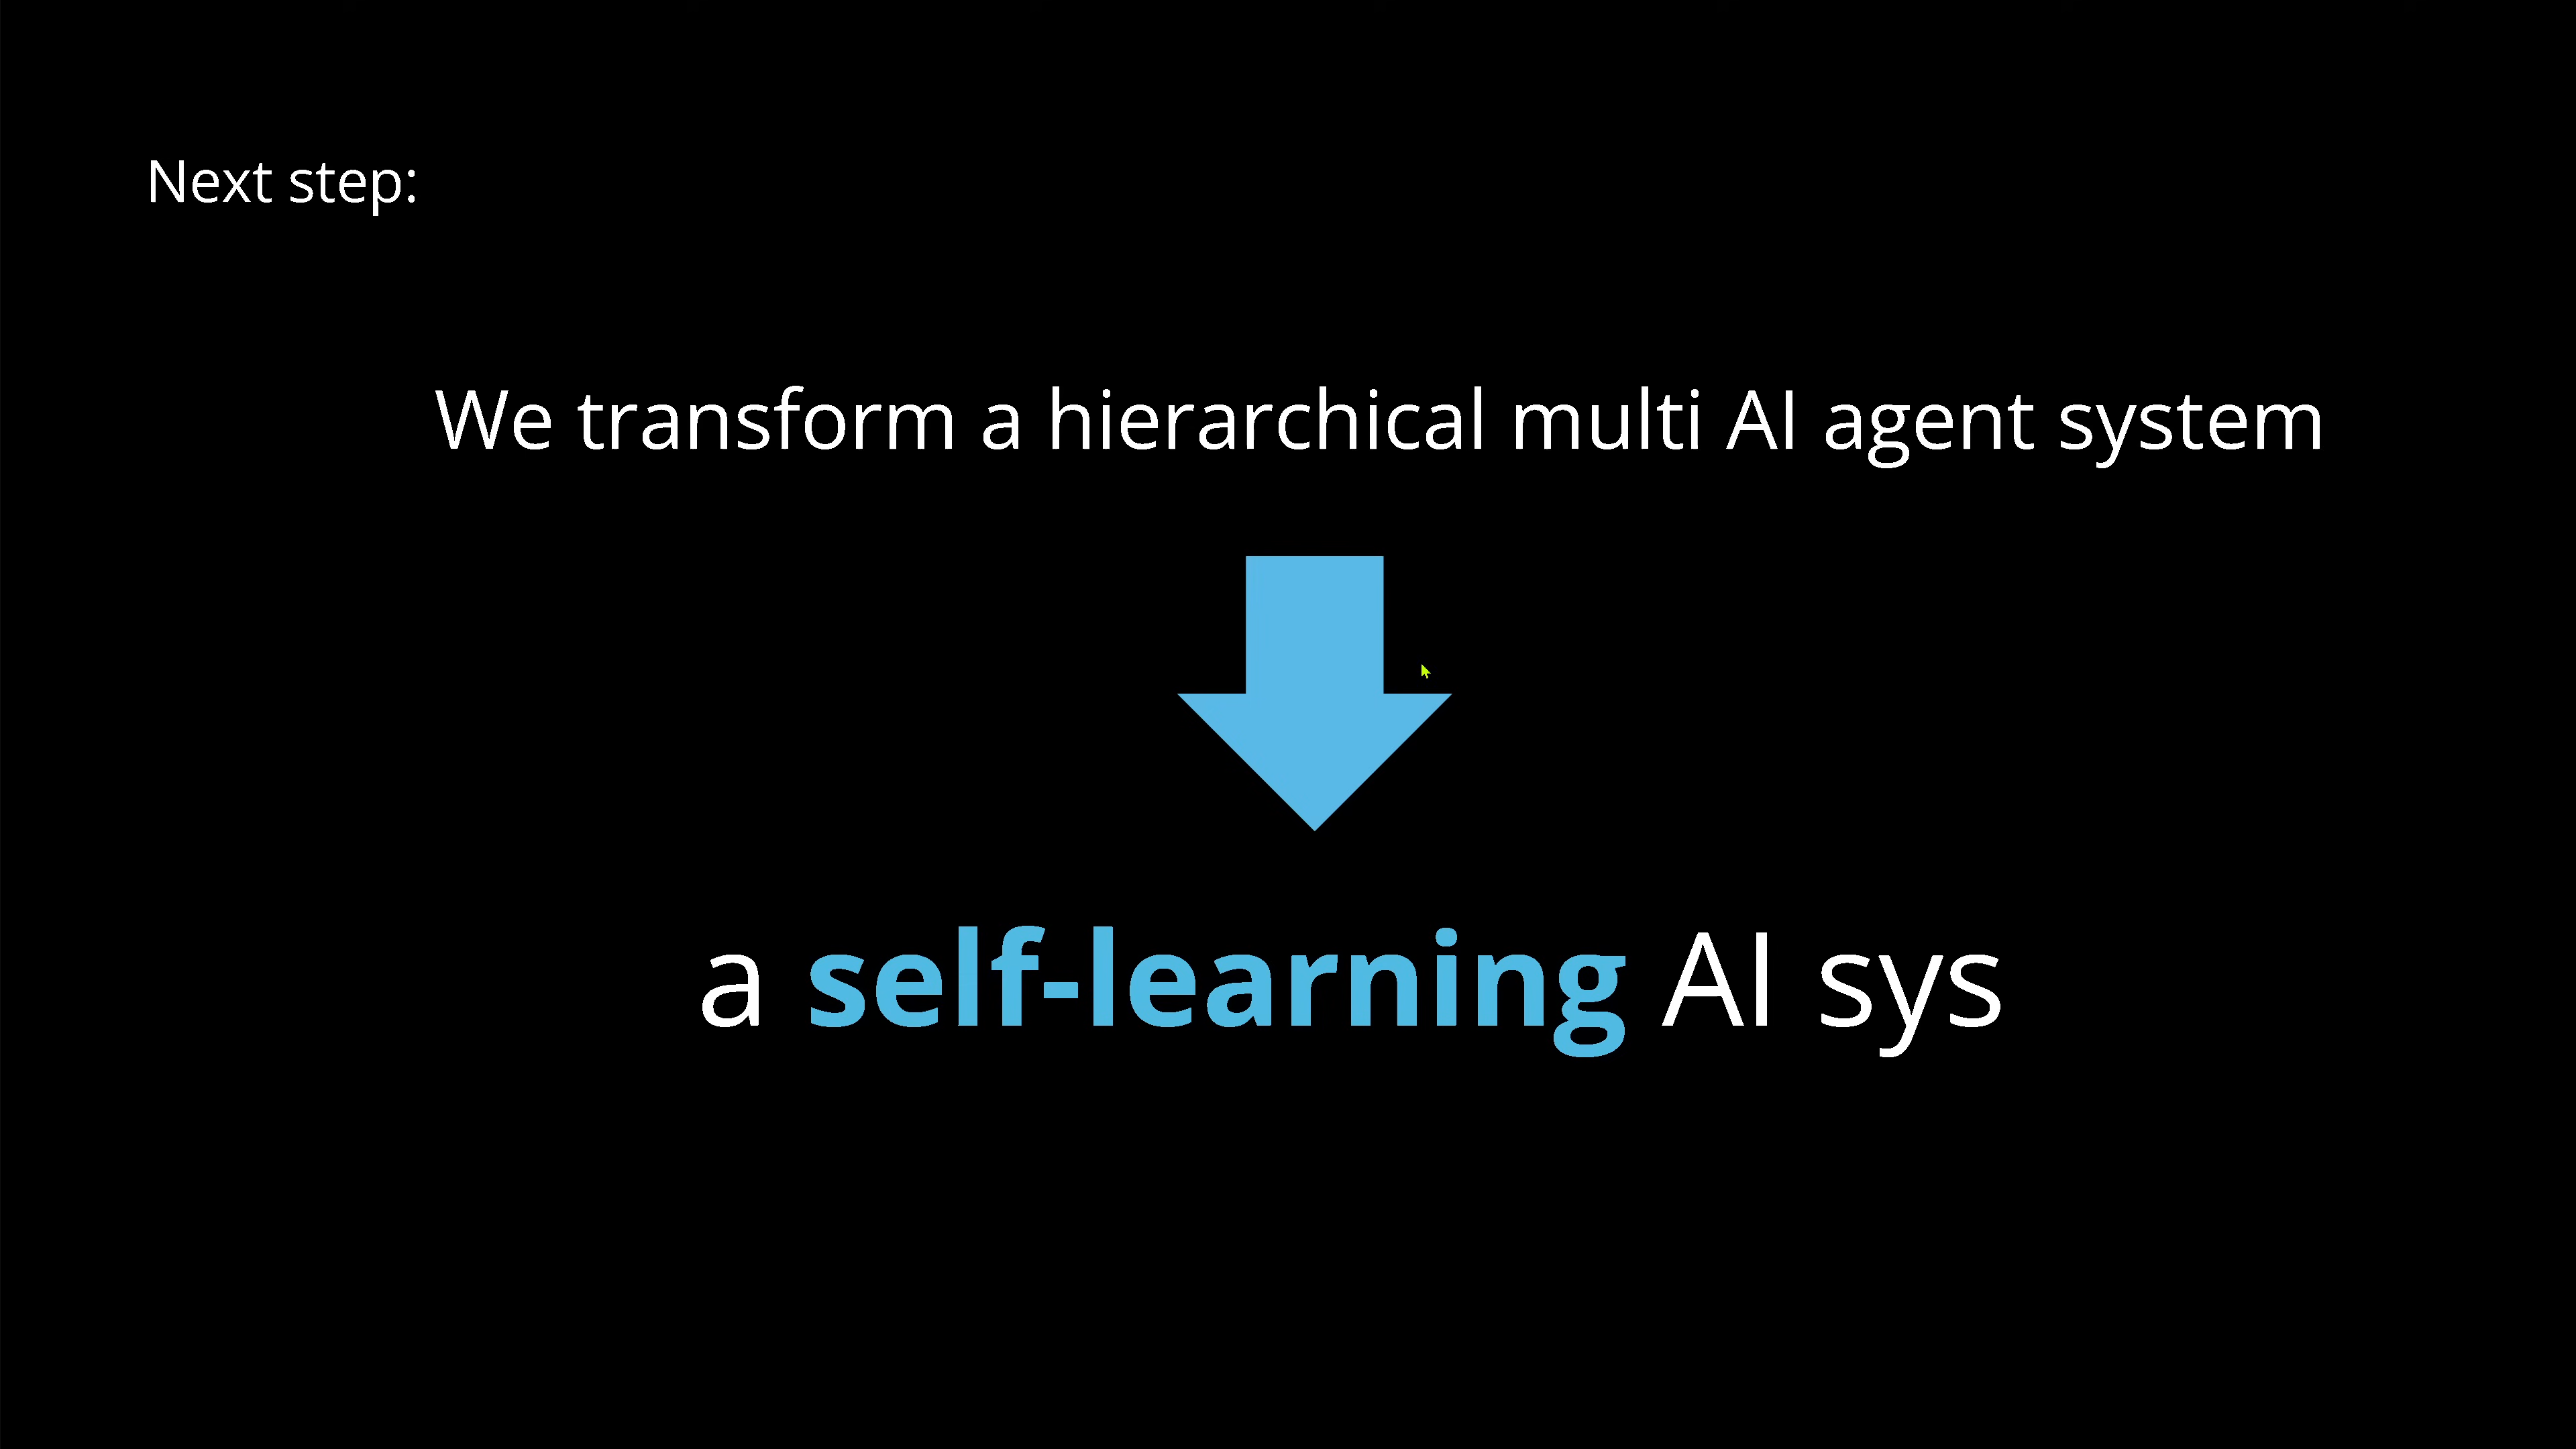 Next step:
We transform a hierarchical multi AI agent system
a self-learning AI sys